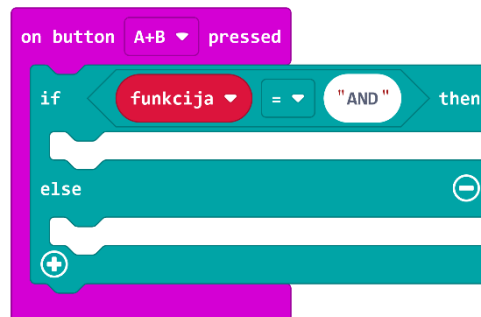 on button A+B pressed
if funkcija = "AND" then
else